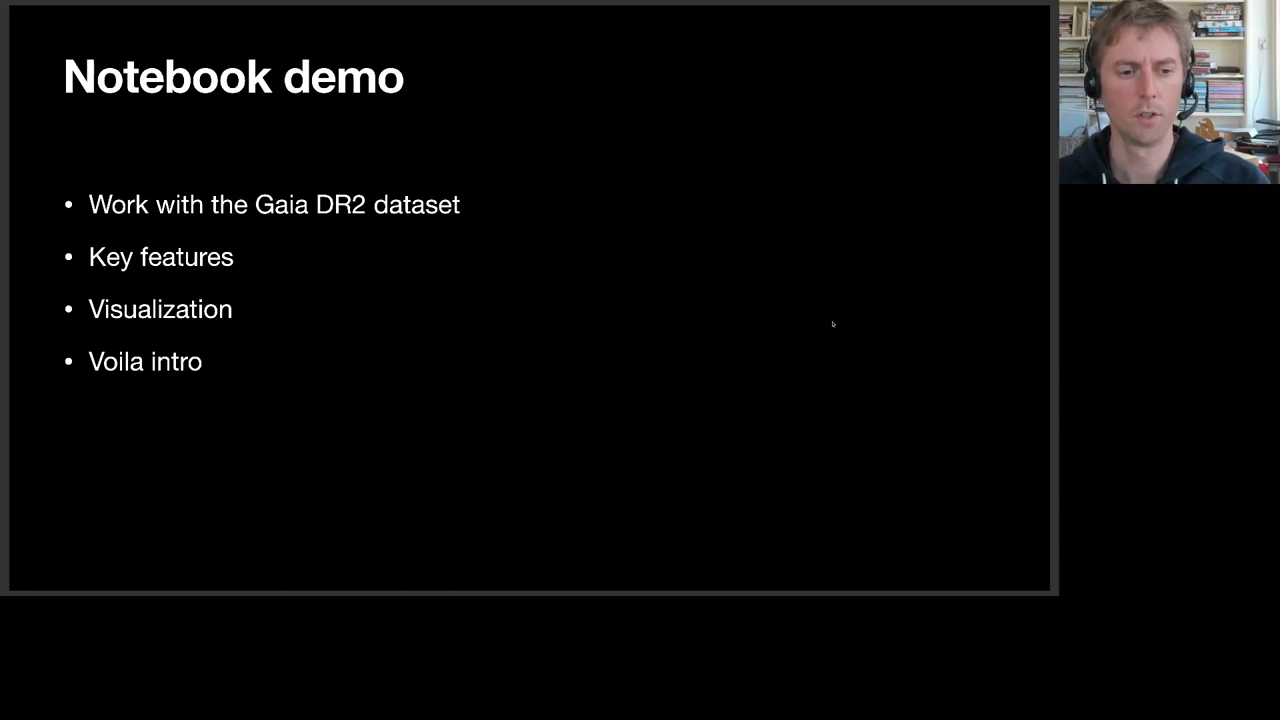 Notebook demo
• Work with the Gaia DR2 dataset
• Key features
• Visualization
• Voila intro